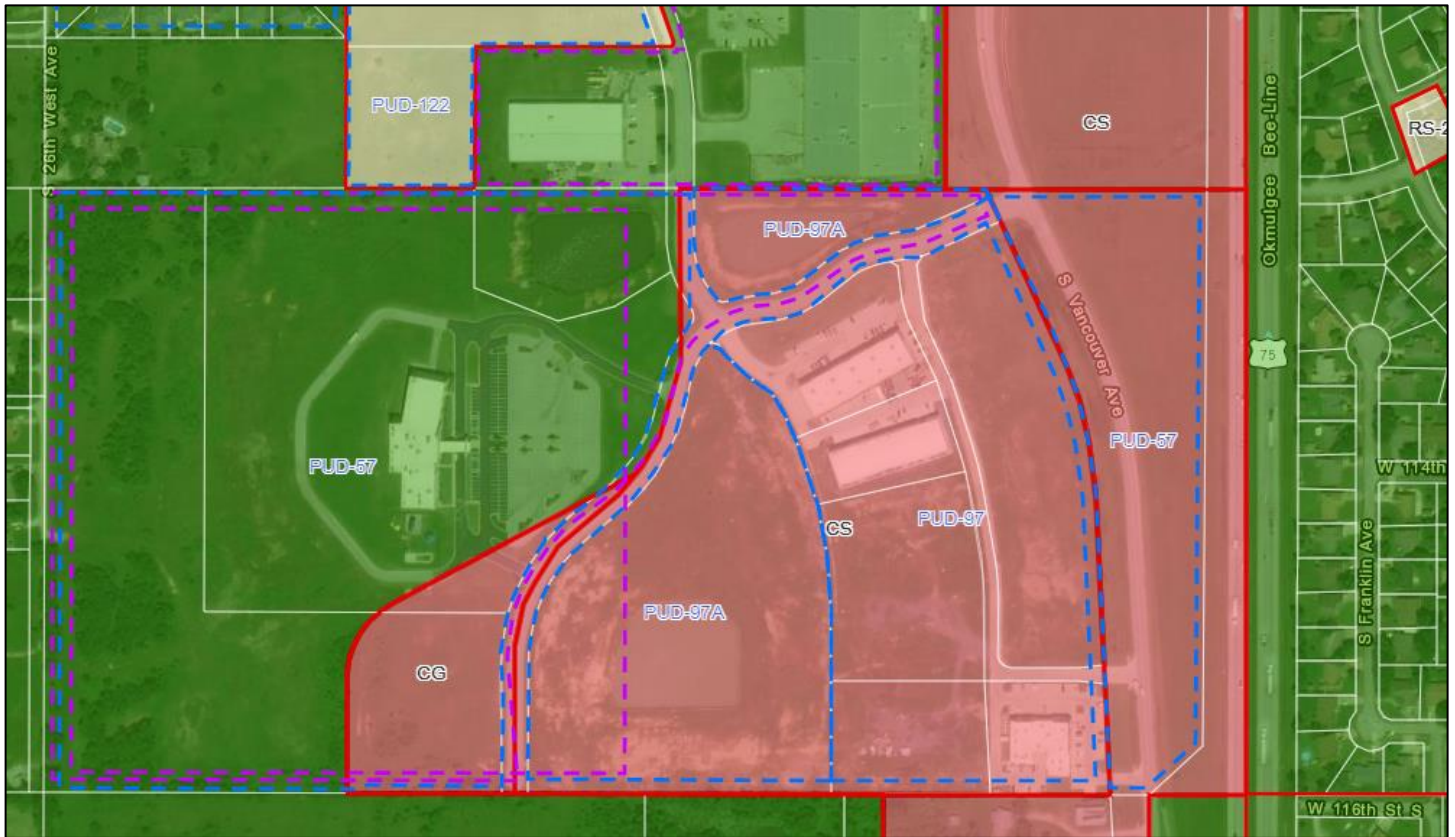 S 26th West Ave
PUD-122
CS
Okmulgee Bee-Line
RS-2
PUD-97A
S Vancouver Ave
75
PUD-57
PUD-57
W 114th
CS
PUD-97
S Franklin Ave
PUD-97A
CG
W 116th St S